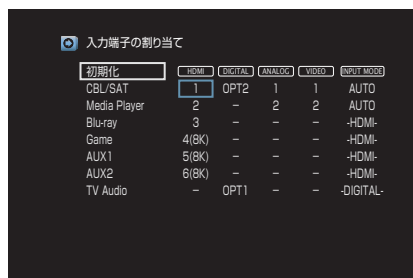 入力端子の割り当て
初期化 HDMI DIGITAL ANALOG VIDEO INPUT MODE
CBL/SAT 1 OPT2 1 1 AUTO
Media Player 2 – 2 2 AUTO
Blu-ray 3 – – – -HDMI-
Game 4(8K) – – – -HDMI-
AUX1 5(8K) – – – -HDMI-
AUX2 6(8K) – – – -HDMI-
TV Audio – OPT1 – – -DIGITAL-